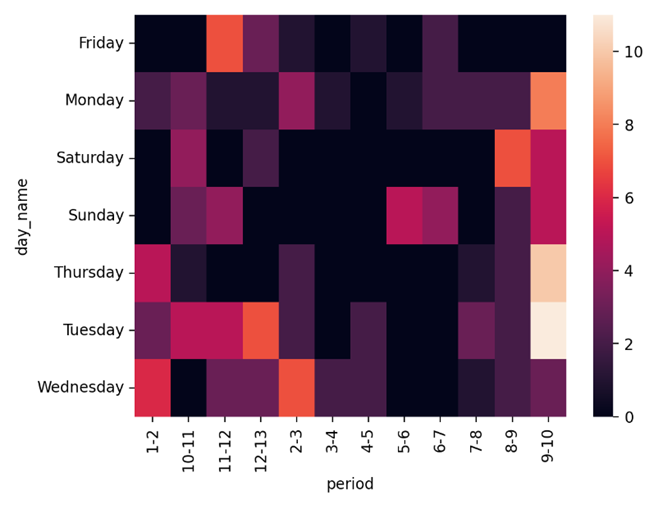 Friday
Monday
Saturday
Sunday
Thursday
Tuesday
Wednesday
day_name
1-2
10-11
11-12
12-13
2-3
3-4
4-5
5-6
6-7
7-8
8-9
9-10
period
10
8
6
4
2
0